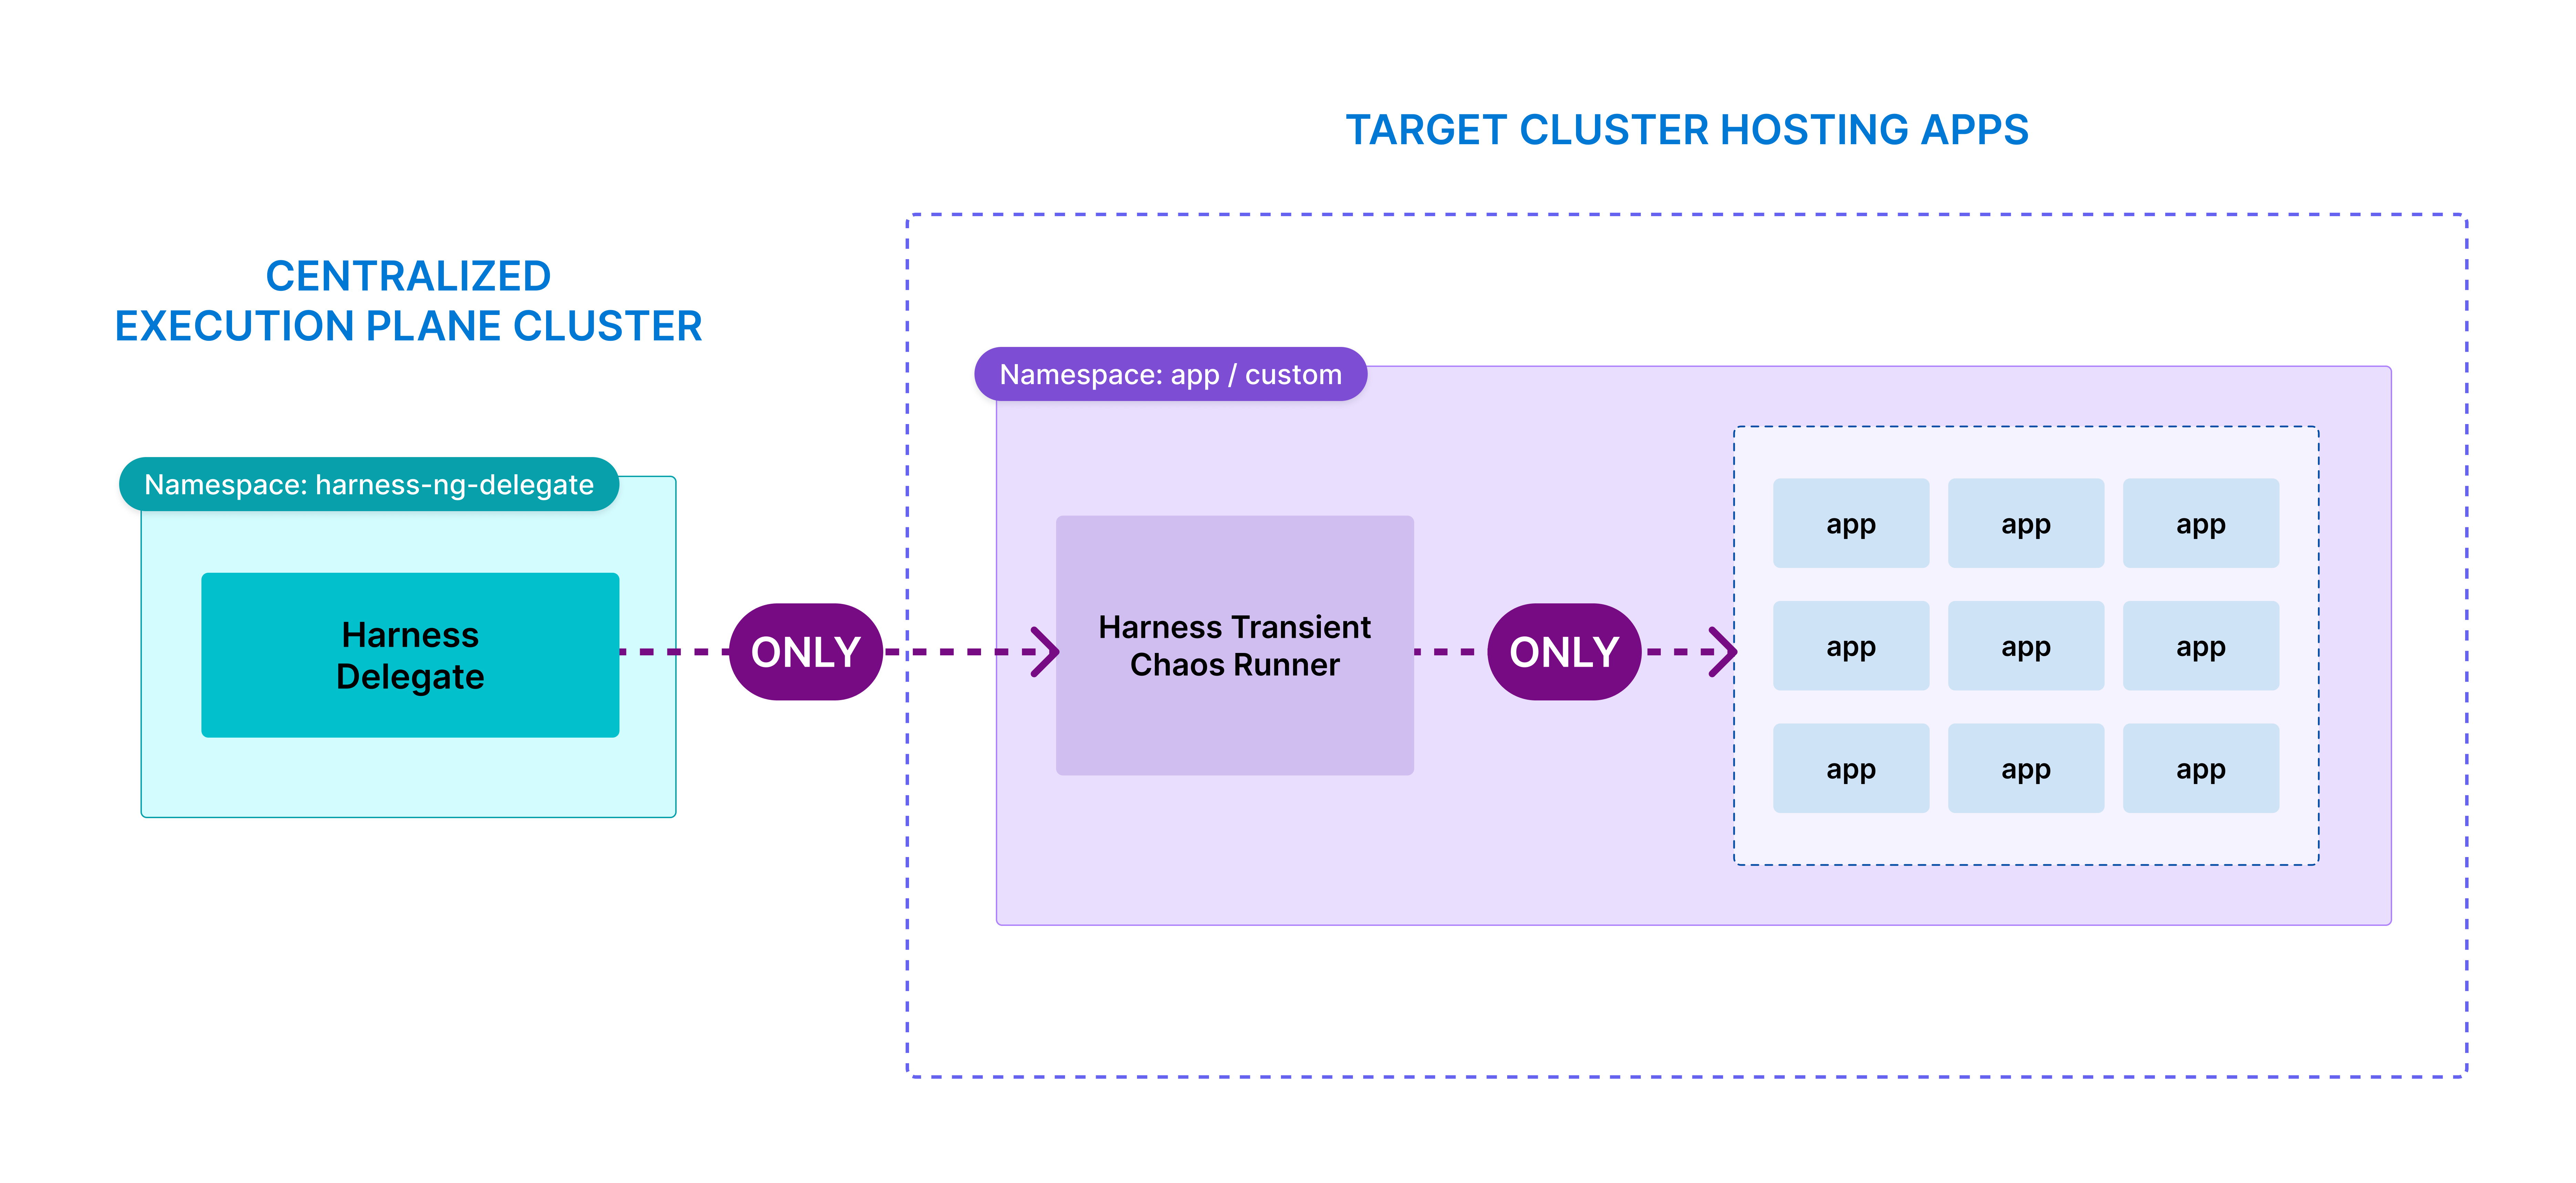 TARGET CLUSTER HOSTING APPS
CENTRALIZED
EXECUTION PLANE CLUSTER
Namespace: app / custom
Namespace: harness-ng-delegate
Harness
Delegate
ONLY
Harness Transient
Chaos Runner
ONLY
app
app
app
app
app
app
app
app
app